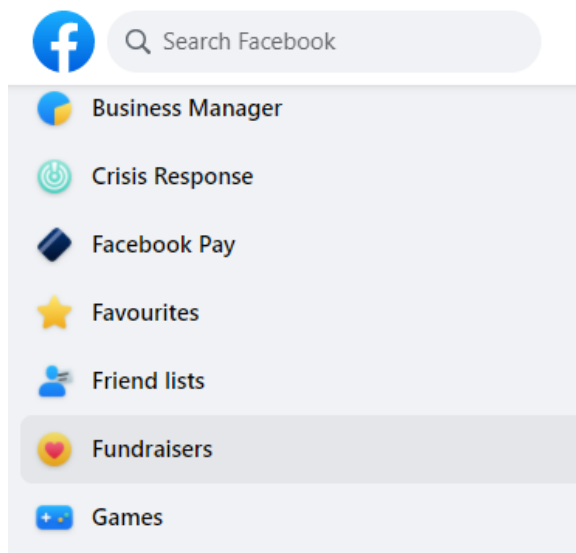 Search Facebook
Business Manager
Crisis Response
Facebook Pay
Favourites
Friend lists
Fundraisers
Games